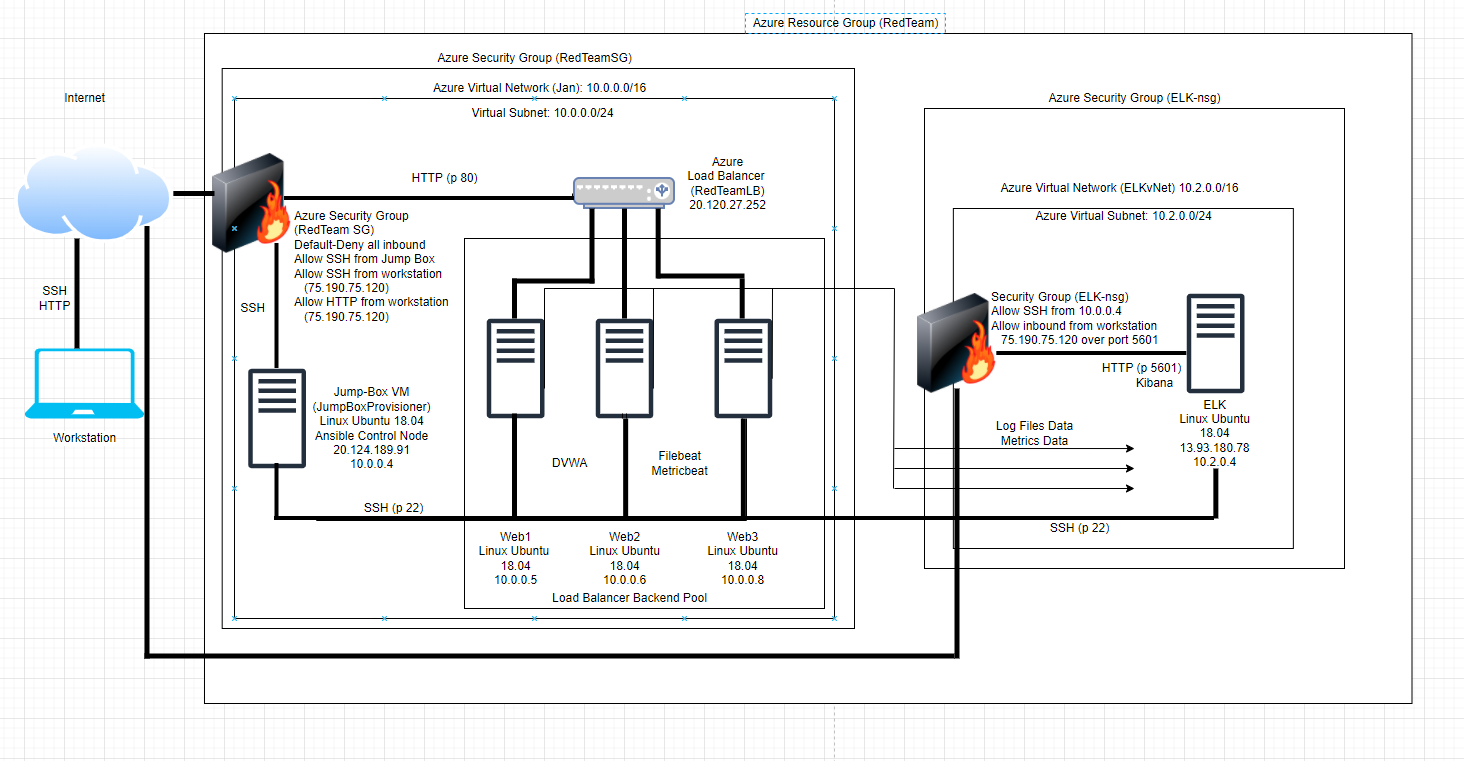 Azure Resource Group (RedTeam)
Azure Security Group (RedTeamSG)
Azure Virtual Network (Jan): 10.0.0.0/16
Virtual Subnet: 10.0.0.0/24
Internet
SSH
HTTP
Workstation
HTTP (p 80)
Azure
Load Balancer
(RedTeamLB)
20.120.27.252
Azure Security Group
(RedTeam SG)
Default-Deny all inbound
Allow SSH from Jump Box
Allow SSH from workstation
(75.190.75.120)
Allow HTTP from workstation
(75.190.75.120)
SSH
Jump-Box VM
(JumpBoxProvisioner)
Linux Ubuntu 18.04
Ansible Control Node
20.124.189.91
10.0.0.4
DVWA
Filebeat
Metricbeat
SSH (p 22)
Web1
Linux Ubuntu
18.04
10.0.0.5
Web2
Linux Ubuntu
18.04
10.0.0.6
Web3
Linux Ubuntu
18.04
10.0.0.8
Load Balancer Backend Pool
Azure Security Group (ELK-nsg)
Azure Virtual Network (ELKvNet) 10.2.0.0/16
Azure Virtual Subnet: 10.2.0.0/24
Security Group (ELK-nsg)
Allow SSH from 10.0.0.4
Allow inbound from workstation
75.190.75.120 over port 5601
HTTP (p 5601)
Kibana
ELK
Linux Ubuntu
18.04
13.93.180.78
10.2.0.4
Log Files Data
Metrics Data
SSH (p 22)